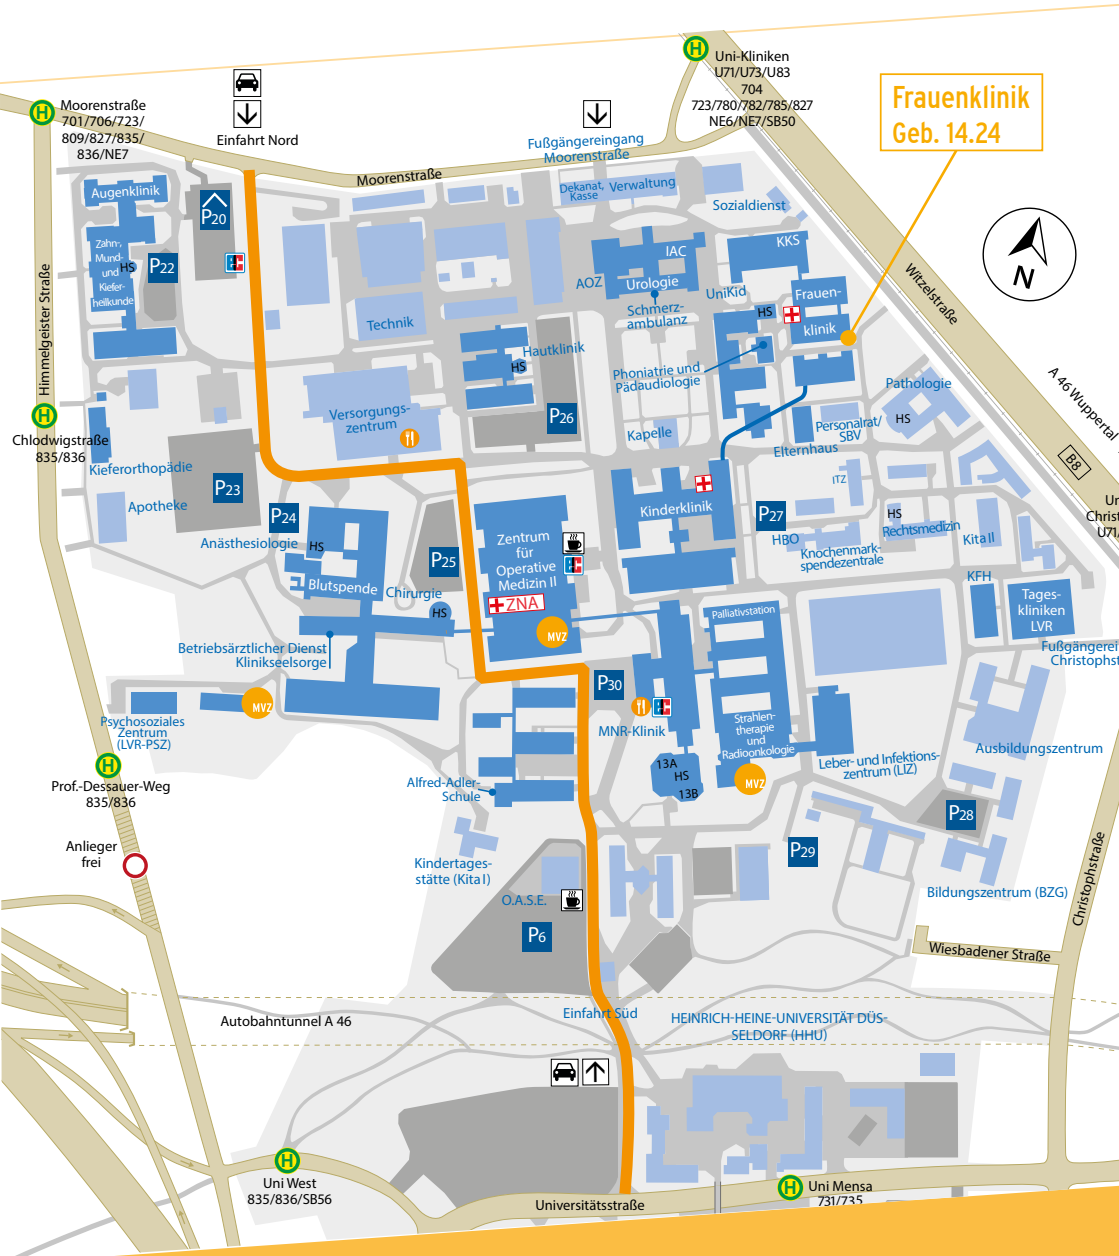 H
Uni-Kliniken
U71/U73/U83
704
723/780/782/785/827
NE6/NE7/SB50
Frauenklinik
Geb. 14.24
H
Moorenstraße
701/706/723/
809/827/835/
836/NE7
Einfahrt Nord
Fußgängereingang
Moorenstraße
Moorenstraße
Augenklinik
P20
Dekanat,
Kasse
Verwaltung
Sozialdienst
Zahn-,
Mund-
und
Kiefer-
heilkunde
HS
P22
IAC
KKS
AOZ
Urologie
UniKid
Frauen-
klinik
HS
Schmerz-
ambulanz
N
Witzelstraße
Himmelgeister Straße
Technik
Hautklinik
HS
Phoniatrie und
Pädaudiologie
Pathologie
HS
A 46 Wuppertal
B8
H
Chlodwigstraße
835/836
Versorgungs-
zentrum
P26
Kapelle
Personalrat/
SBV
Elternhaus
Kieferorthopädie
P23
Apotheke
P24
Anästhesiologie
HS
Zentrum
für
Operative
Medizin II
Kinderklinik
ITZ
P27
HBO
HS
Rechtsmedizin
Kita II
Knochenmark-
spendezentrale
Un
Christ
U71/
P25
Blutspende
Chirurgie
HS
ZNA
MVZ
Palliativstation
KFH
Tages-
kliniken
LVR
Fußgängerei
Christophst
Betriebsärztlicher Dienst
Klinikseelsorge
P30
MVZ
Psychosoziales
Zentrum
(LVR-PSZ)
MNR-Klinik
Strahlen-
therapie
und
Radioonkologie
Ausbildungszentrum
Leber- und Infektions-
zentrum (LIZ)
H
Prof.-Dessauer-Weg
835/836
Alfred-Adler-
Schule
13A
HS
13B
MVZ
P28
Anlieger
frei
Kindertages-
stätte (Kita I)
P29
O.A.S.E.
Bildungszentrum (BZG)
Christophstraße
P6
Wiesbadener Straße
Autobahntunnel A 46
Einfahrt Süd
HEINRICH-HEINE-UNIVERSITÄT DÜS-
SELDORF (HHU)
H
Uni West
835/836/SB56
Universitätsstraße
H
Uni Mensa
731/735